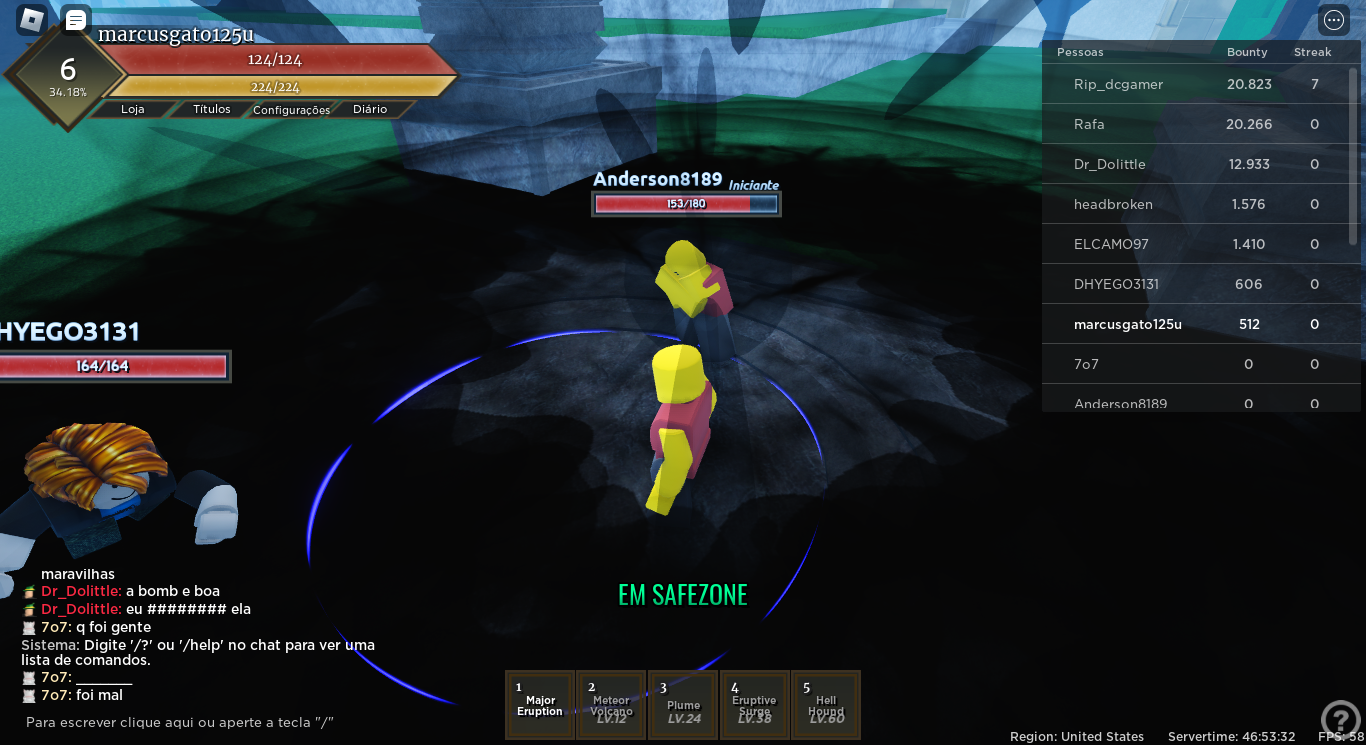 marcusgato125u
6
34.18%
124/124
224/224
Loja
Títulos
Configurações
Diário
Pessoas Bounty Streak
Rip_dcgamer 20.823 7
Rafa 20.266 0
Dr_Dolittle 12.933 0
headbroken 1.576 0
ELCAMO97 1.410 0
DHYEGO3131 606 0
marcusgato125u 512 0
7o7 0 0
Anderson8189 0 0
Anderson8189 Iniciante
153/180
HYEGO3131
164/164
maravilhas
Dr_Dolittle: a bomb e boa
Dr_Dolittle: eu ######## ela
7o7: q foi gente
Sistema: Digite '/?' ou '/help' no chat para ver uma
lista de comandos.
7o7: _______
7o7: foi mal
Para escrever clique aqui ou aperte a tecla "/"
EM SAFEZONE
1
Major
Eruption
2
Meteor
Volcano
LV.12
3
Plume
LV.24
4
Eruptive
Surge
LV.38
5
Hell
Hound
LV.60
?
Region: United States Servertime: 46:53:32 FPS: 58